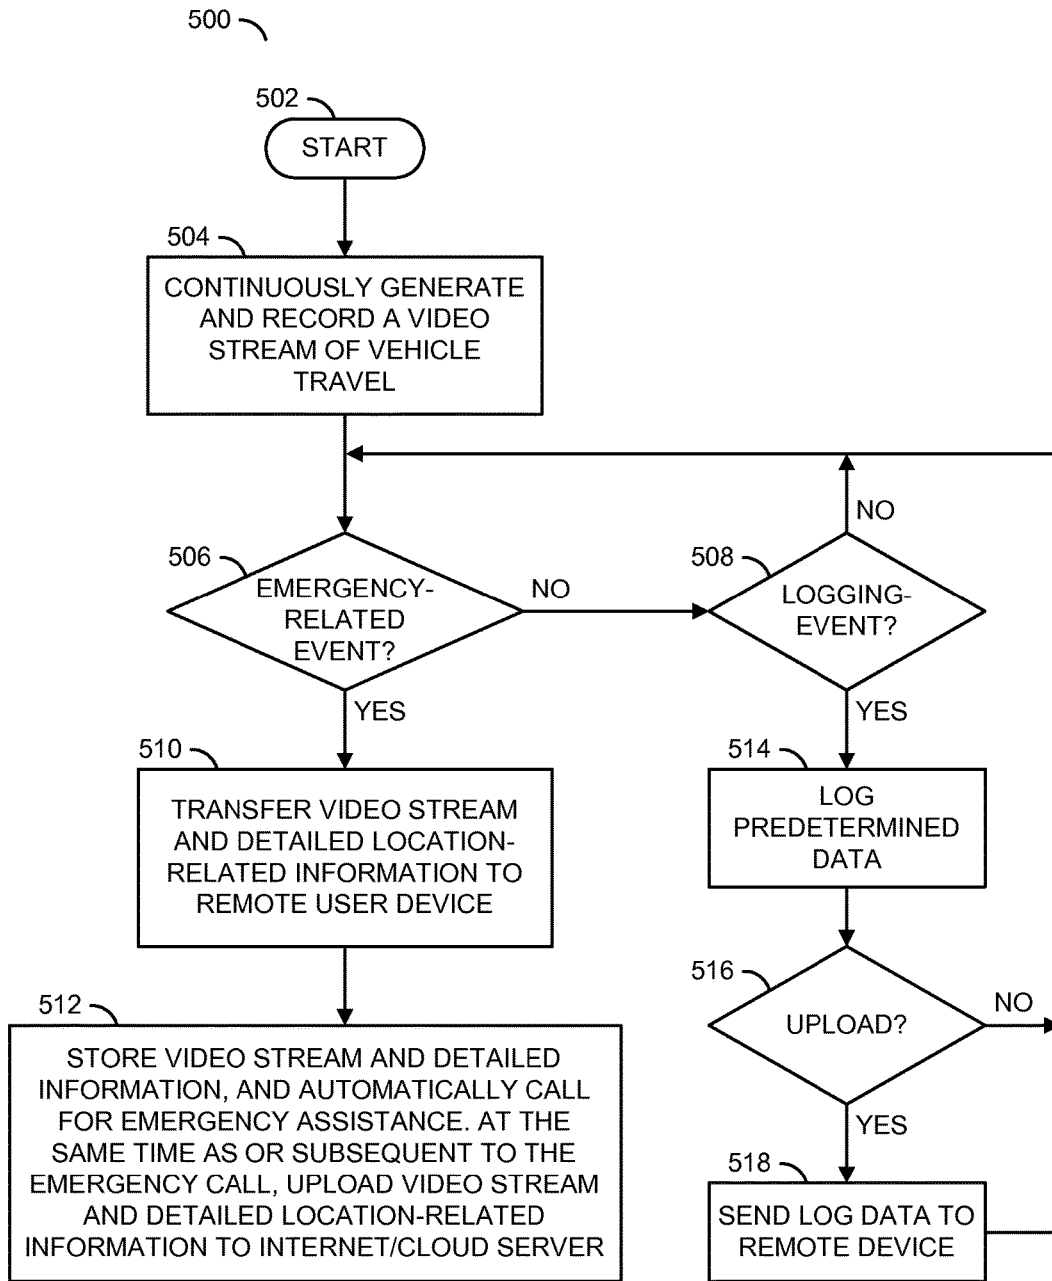 500
502
START
504
CONTINUOUSLY GENERATE
AND RECORD A VIDEO
STREAM OF VEHICLE
TRAVEL
506
EMERGENCY-
RELATED
EVENT?
NO
508
LOGGING-
EVENT?
NO
YES
YES
510
TRANSFER VIDEO STREAM
AND DETAILED LOCATION-
RELATED INFORMATION TO
REMOTE USER DEVICE
514
LOG
PREDETERMINED
DATA
512
STORE VIDEO STREAM AND DETAILED
INFORMATION, AND AUTOMATICALLY CALL
FOR EMERGENCY ASSISTANCE. AT THE
SAME TIME AS OR SUBSEQUENT TO THE
EMERGENCY CALL, UPLOAD VIDEO STREAM
AND DETAILED LOCATION-RELATED
INFORMATION TO INTERNET/CLOUD SERVER
516
UPLOAD?
NO
YES
518
SEND LOG DATA TO
REMOTE DEVICE